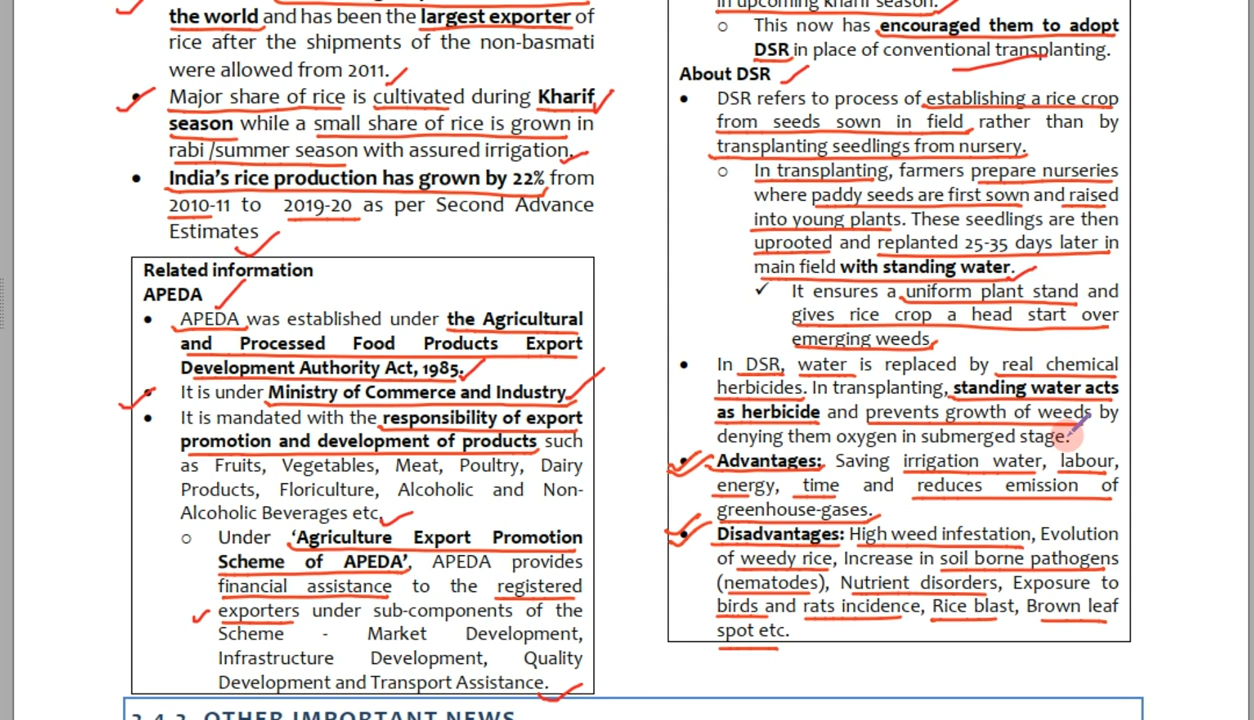 the world and has been the largest exporter of
rice after the shipments of the non-basmati
were allowed from 2011.
• Major share of rice is cultivated during Kharif
season while a small share of rice is grown in
rabi /summer season with assured irrigation.
• India's rice production has grown by 22% from
2010-11 to 2019-20 as per Second Advance
Estimates
Related information
APEDA
• APEDA was established under the Agricultural
and Processed Food Products Export
Development Authority Act, 1985.
• It is under Ministry of Commerce and Industry
• It is mandated with the responsibility of export
promotion and development of products such
as Fruits, Vegetables, Meat, Poultry, Dairy
Products, Floriculture, Alcoholic and Non-
Alcoholic Beverages etc.
o Under 'Agriculture Export Promotion
Scheme of APEDA', APEDA provides
financial assistance to the registered
exporters under sub-components of the
Scheme - Market Development,
Infrastructure Development, Quality
Development and Transport Assistance.
in upcoming kharif season.
o This now has encouraged them to adopt
DSR in place of conventional transplanting.
About DSR
• DSR refers to process of establishing a rice crop
from seeds sown in field rather than by
transplanting seedlings from nursery.
o In transplanting, farmers prepare nurseries
where paddy seeds are first sown and raised
into young plants. These seedlings are then
uprooted and replanted 25-35 days later in
main field with standing water.
✓ It ensures a uniform plant stand and
gives rice crop a head start over
emerging weeds.
• In DSR, water is replaced by real chemical
herbicides. In transplanting, standing water acts
as herbicide and prevents growth of weeds by
denying them oxygen in submerged stage.
• Advantages: Saving irrigation water, labour,
energy, time and reduces emission of
greenhouse-gases.
• Disadvantages: High weed infestation, Evolution
of weedy rice, Increase in soil borne pathogens
(nematodes), Nutrient disorders, Exposure to
birds and rats incidence, Rice blast, Brown leaf
spot etc.
3.4.3. OTHER IMPORTANT NEWS